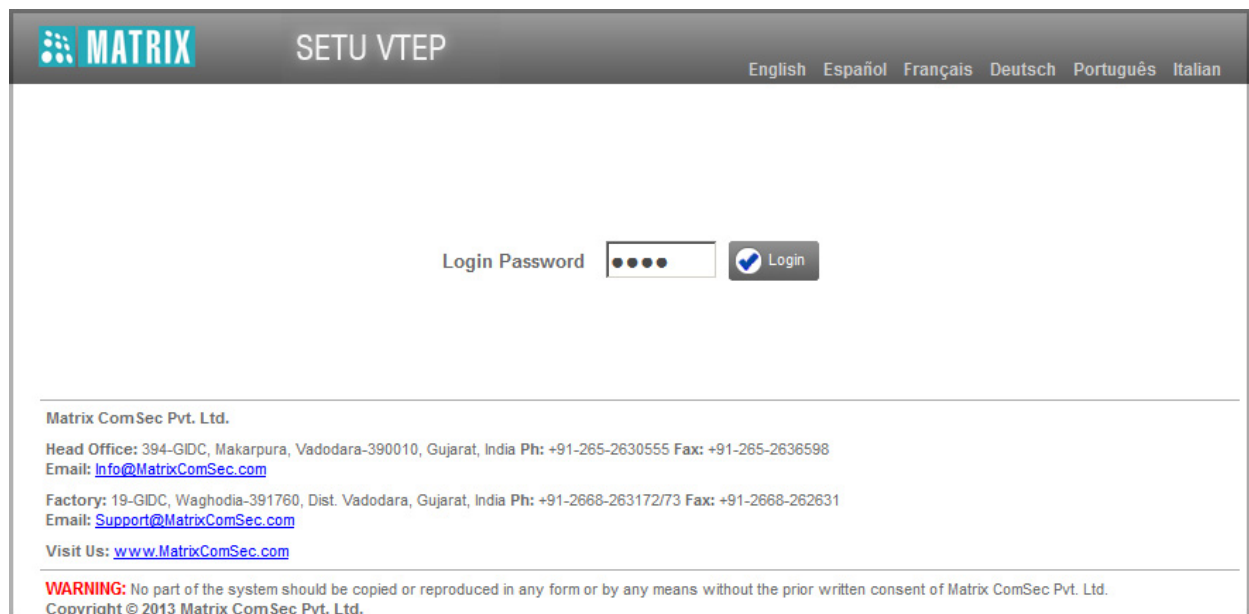 MATRIX SETU VTEP
English Español Français Deutsch Português Italian
Login Password ●●●● Login
Matrix ComSec Pvt. Ltd.
Head Office: 394-GIDC, Makarpura, Vadodara-390010, Gujarat, India Ph: +91-265-2630555 Fax: +91-265-2636598
Email: Info@MatrixComSec.com
Factory: 19-GIDC, Waghodia-391760, Dist. Vadodara, Gujarat, India Ph: +91-2668-263172/73 Fax: +91-2668-262631
Email: Support@MatrixComSec.com
Visit Us: www.MatrixComSec.com
WARNING: No part of the system should be copied or reproduced in any form or by any means without the prior written consent of Matrix ComSec Pvt. Ltd.
Copyright © 2013 Matrix ComSec Pvt. Ltd.